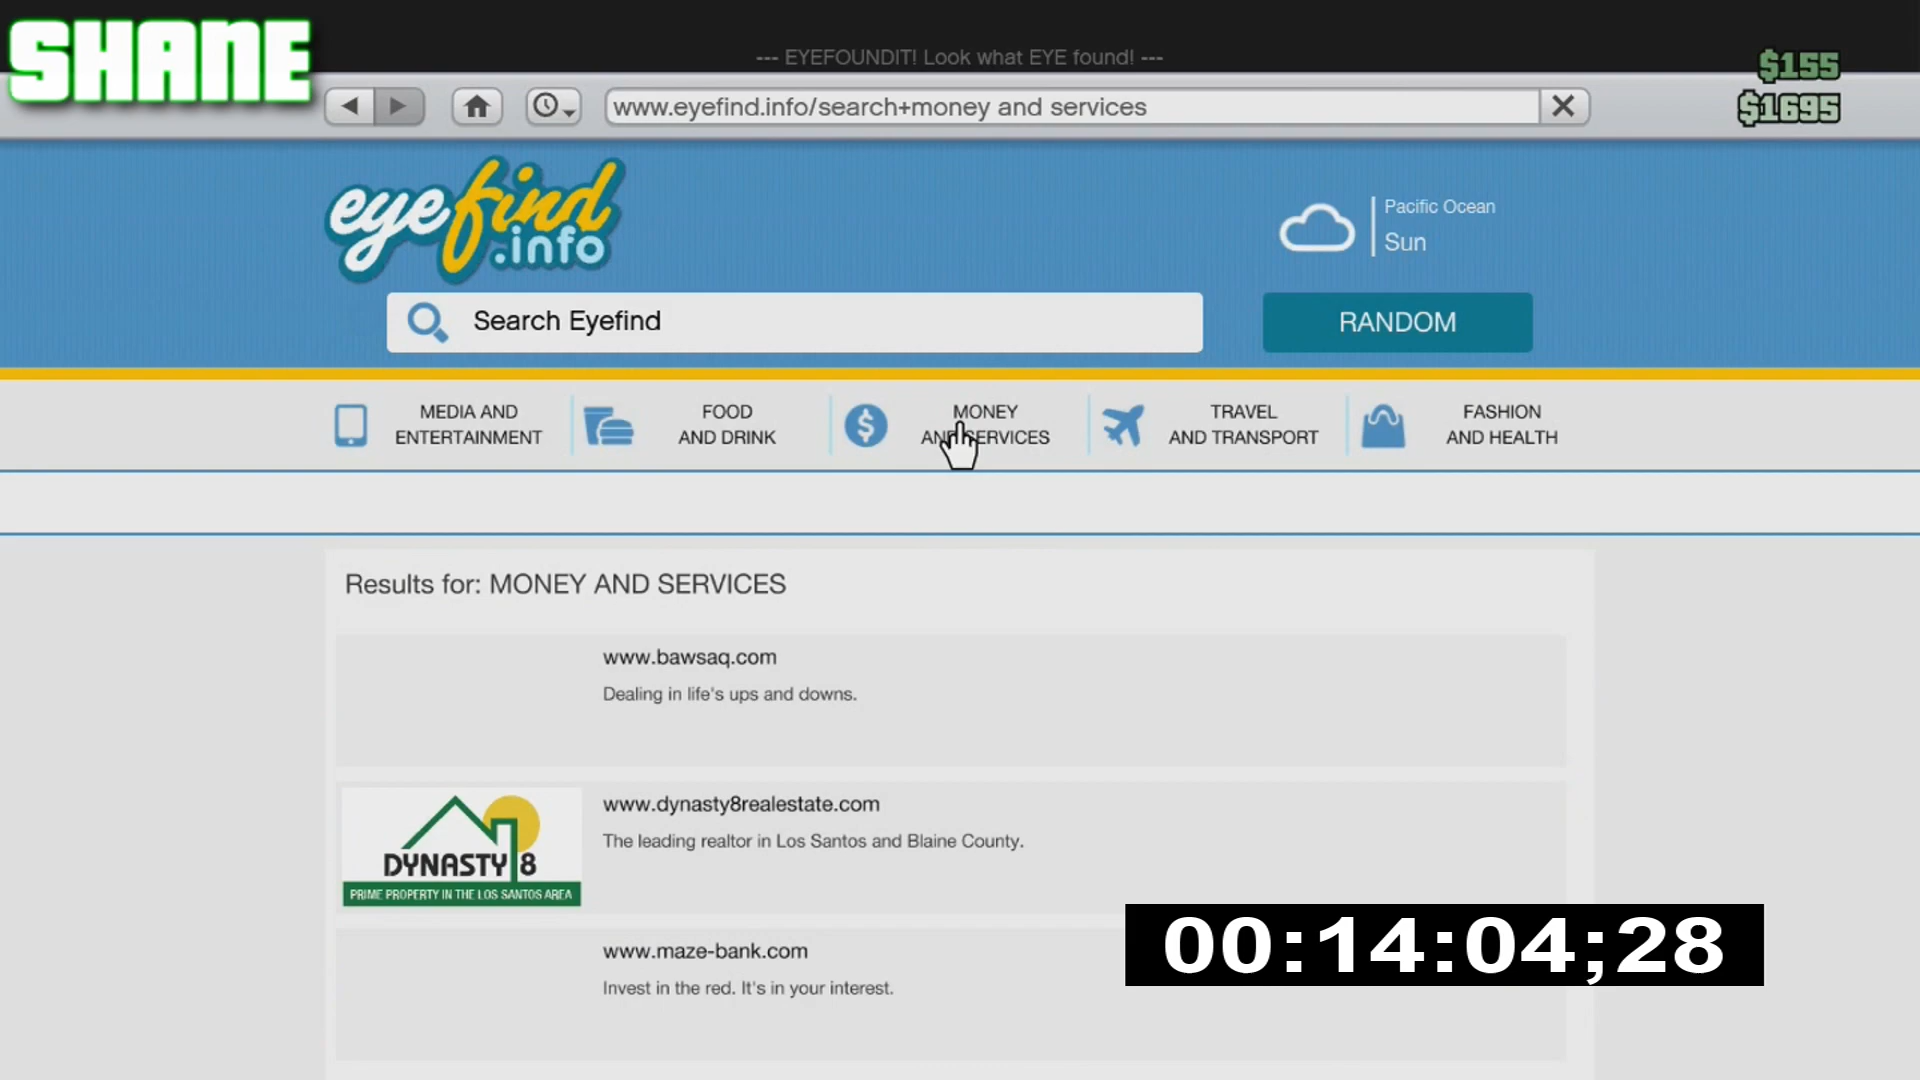 SHANE
--- EYEFOUNDIT! Look what EYE found! ---
$155
$1695
www.eyefind.info/search+money and services
eyefind
.info
Pacific Ocean
Sun
Search Eyefind
RANDOM
MEDIA AND
ENTERTAINMENT
FOOD
AND DRINK
MONEY
AND SERVICES
TRAVEL
AND TRANSPORT
FASHION
AND HEALTH
Results for: MONEY AND SERVICES
www.bawsaq.com
Dealing in life's ups and downs.
DYNASTY 8
PRIME PROPERTY IN THE LOS SANTOS AREA
www.dynasty8realestate.com
The leading realtor in Los Santos and Blaine County.
www.maze-bank.com
Invest in the red. It's in your interest.
00:14:04;28